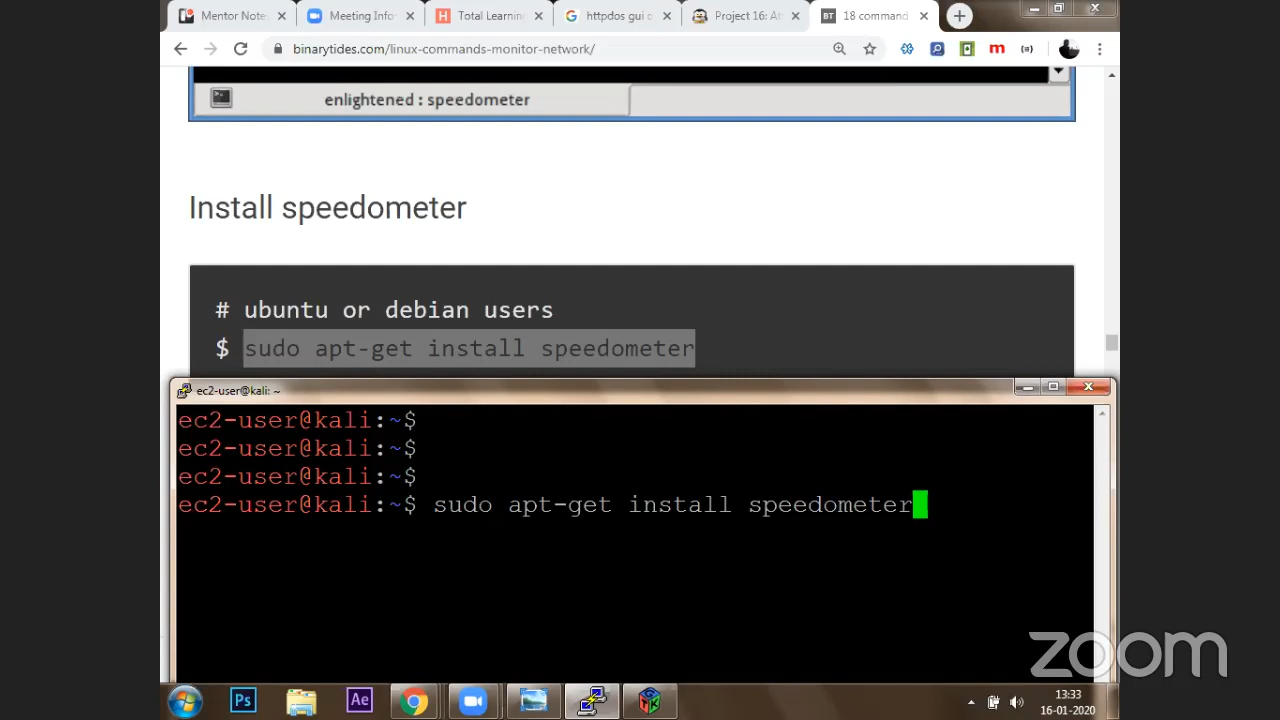 Mentor Note
Meeting Info
Total Learnin
httpdos gui o
Project 16: At
18 command
binarytides.com/linux-commands-monitor-network/
enlightened : speedometer
Install speedometer
# ubuntu or debian users
$ sudo apt-get install speedometer
ec2-user@kali: ~
ec2-user@kali:~$
ec2-user@kali:~$
ec2-user@kali:~$
ec2-user@kali:~$ sudo apt-get install speedometer
zoom
Ps
Ae
13:33
16-01-2020